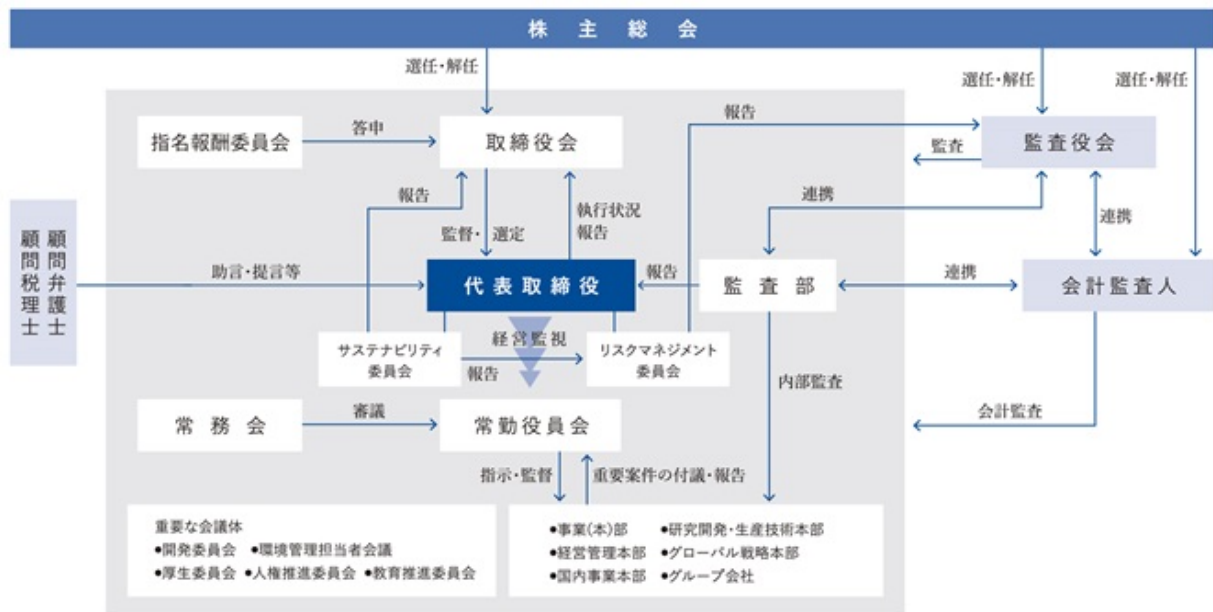 株主総会
選任・解任
選任・解任
選任・解任
指名報酬委員会
答申
取締役会
報告
監査役会
監査
報告
執行状況
報告
連携
連携
監督・選定
顧問弁護士
顧問税理士
助言・提言等
代表取締役
報告
監査部
連携
会計監査人
サステナビリティ
委員会
経営監視
報告
リスクマネジメント
委員会
内部監査
会計監査
常務会
審議
常勤役員会
指示・監督
重要案件の付議・報告
重要な会議体
●開発委員会 ●環境管理担当者会議
●厚生委員会 ●人権推進委員会 ●教育推進委員会
●事業(本)部 ●研究開発・生産技術本部
●経営管理本部 ●グローバル戦略本部
●国内事業本部 ●グループ会社